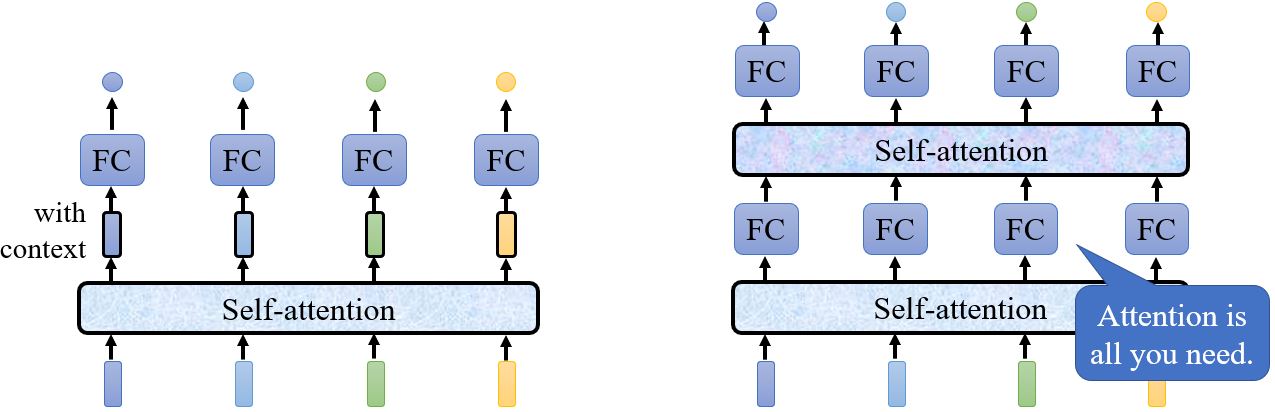 FC FC FC FC
with
context
Self-attention
FC FC FC FC
Self-attention
FC FC FC FC
Self-attention
Attention is
all you need.